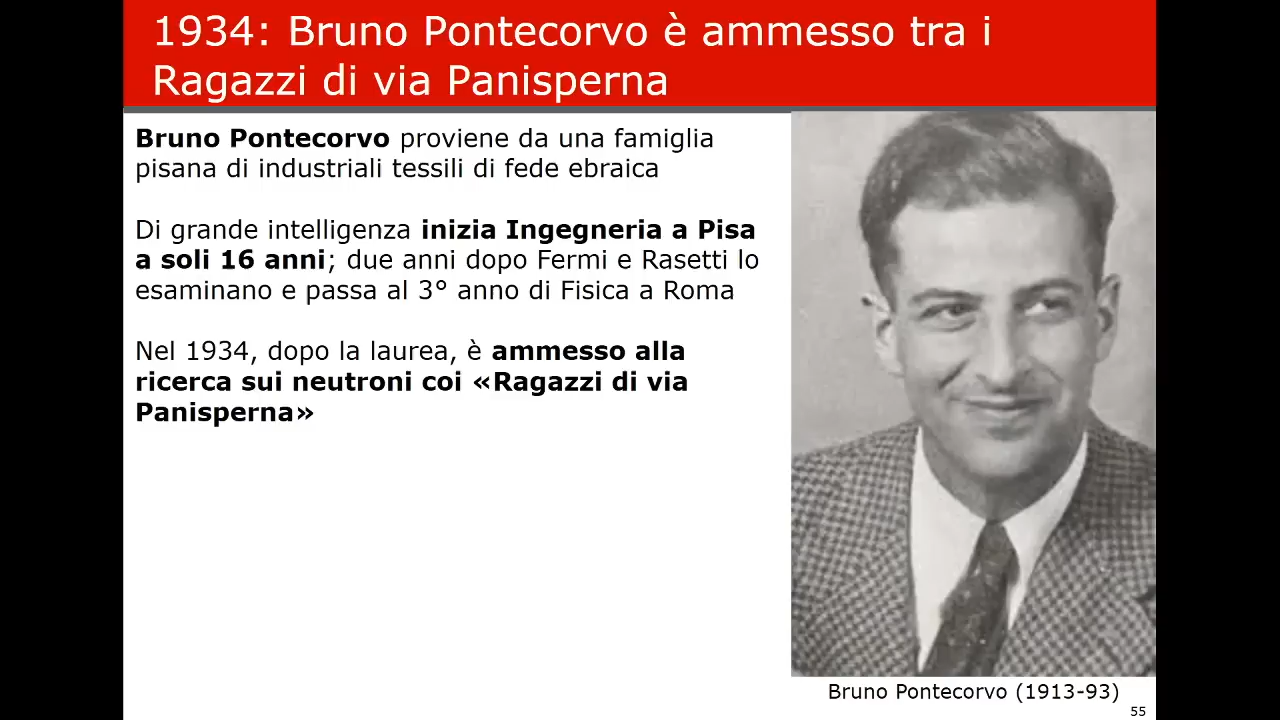 1934: Bruno Pontecorvo è ammesso tra i
Ragazzi di via Panisperna
Bruno Pontecorvo proviene da una famiglia
pisana di industriali tessili di fede ebraica
Di grande intelligenza inizia Ingegneria a Pisa
a soli 16 anni; due anni dopo Fermi e Rasetti lo
esaminano e passa al 3° anno di Fisica a Roma
Nel 1934, dopo la laurea, è ammesso alla
ricerca sui neutroni coi «Ragazzi di via
Panisperna»
Bruno Pontecorvo (1913-93)
55